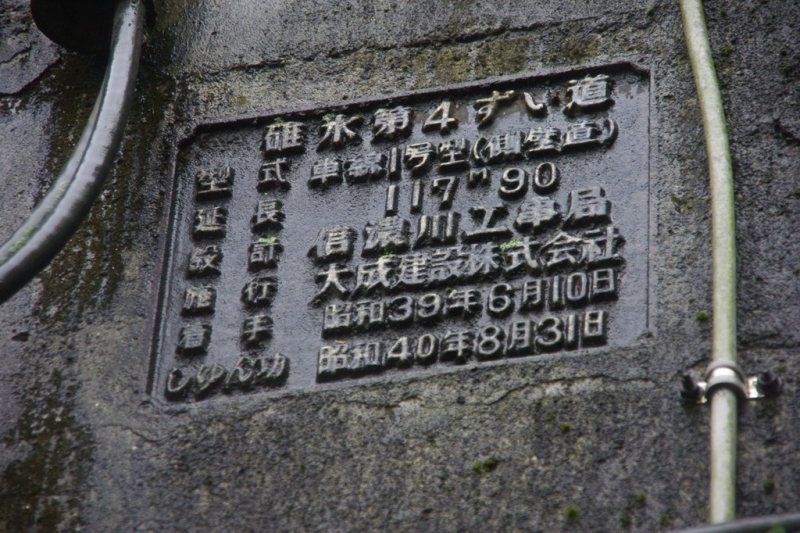 碓氷第4ずい道
型式 単線1号型(側壁直)
延長 117M90
設計 信濃川工事局
施行 大成建設株式会社
着手 昭和39年6月10日
しゅん功 昭和40年8月31日